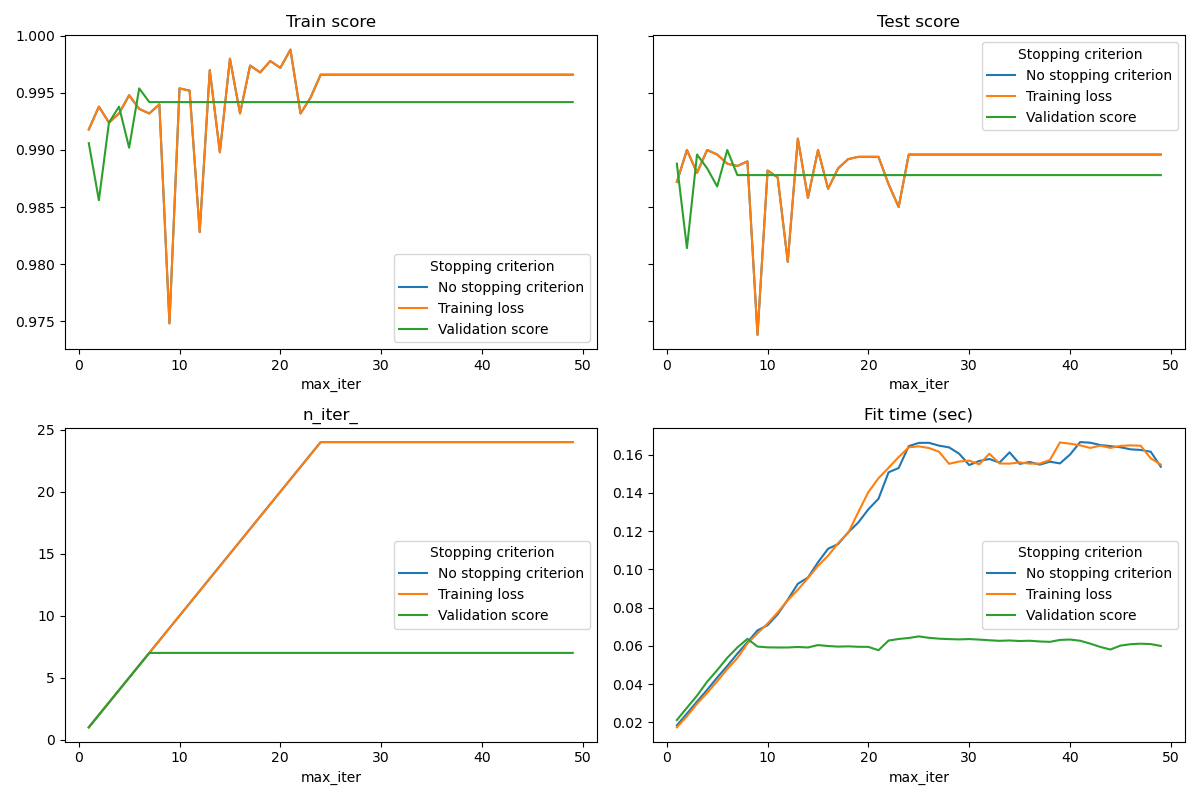 Train score
1.000
0.995
0.990
0.985
0.980
0.975
Stopping criterion
No stopping criterion
Training loss
Validation score
0 10 20 30 40 50
max_iter
Test score
Stopping criterion
No stopping criterion
Training loss
Validation score
0 10 20 30 40 50
max_iter
n_iter_
25
20
15
10
5
0
Stopping criterion
No stopping criterion
Training loss
Validation score
0 10 20 30 40 50
max_iter
Fit time (sec)
0.16
0.14
0.12
0.10
0.08
0.06
0.04
0.02
Stopping criterion
No stopping criterion
Training loss
Validation score
0 10 20 30 40 50
max_iter